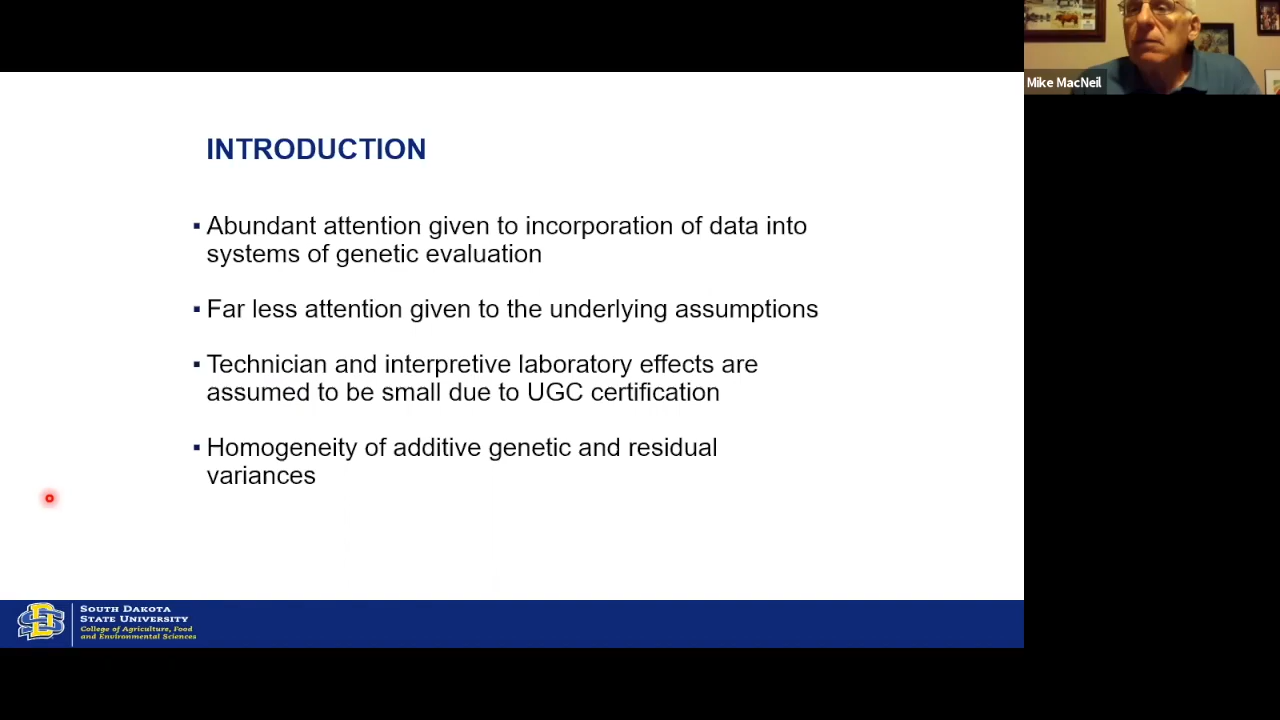 Mike MacNeil
INTRODUCTION
▪ Abundant attention given to incorporation of data into
systems of genetic evaluation
▪ Far less attention given to the underlying assumptions
▪ Technician and interpretive laboratory effects are
assumed to be small due to UGC certification
▪ Homogeneity of additive genetic and residual
variances
SOUTH DAKOTA
STATE UNIVERSITY
College of Agriculture, Food
and Environmental Sciences